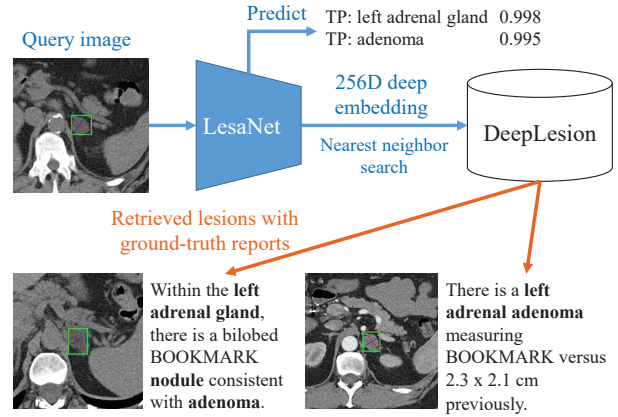 Query image
Predict
TP: left adrenal gland 0.998
TP: adenoma 0.995
LesaNet
256D deep
embedding
Nearest neighbor
search
DeepLesion
Retrieved lesions with
ground-truth reports
Within the left
adrenal gland,
there is a bilobed
BOOKMARK
nodule consistent
with adenoma.
There is a left
adrenal adenoma
measuring
BOOKMARK versus
2.3 x 2.1 cm
previously.